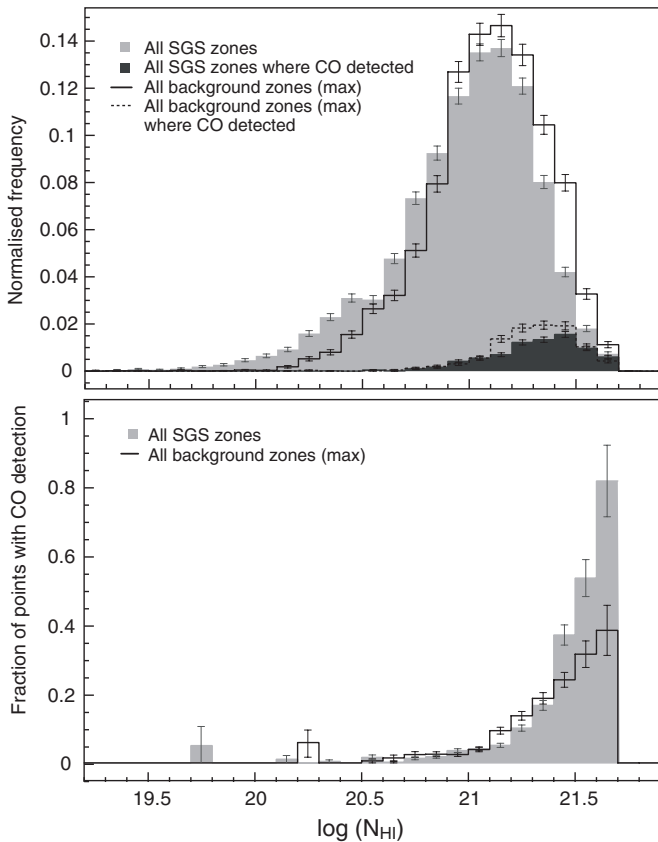 0.14
0.12
0.1
0.08
0.06
0.04
0.02
0
Normalised frequency
All SGS zones
All SGS zones where CO detected
All background zones (max)
All background zones (max)
where CO detected
1
0.8
0.6
0.4
0.2
0
Fraction of points with CO detection
All SGS zones
All background zones (max)
19.5 20 20.5 21 21.5
log (N_HI)